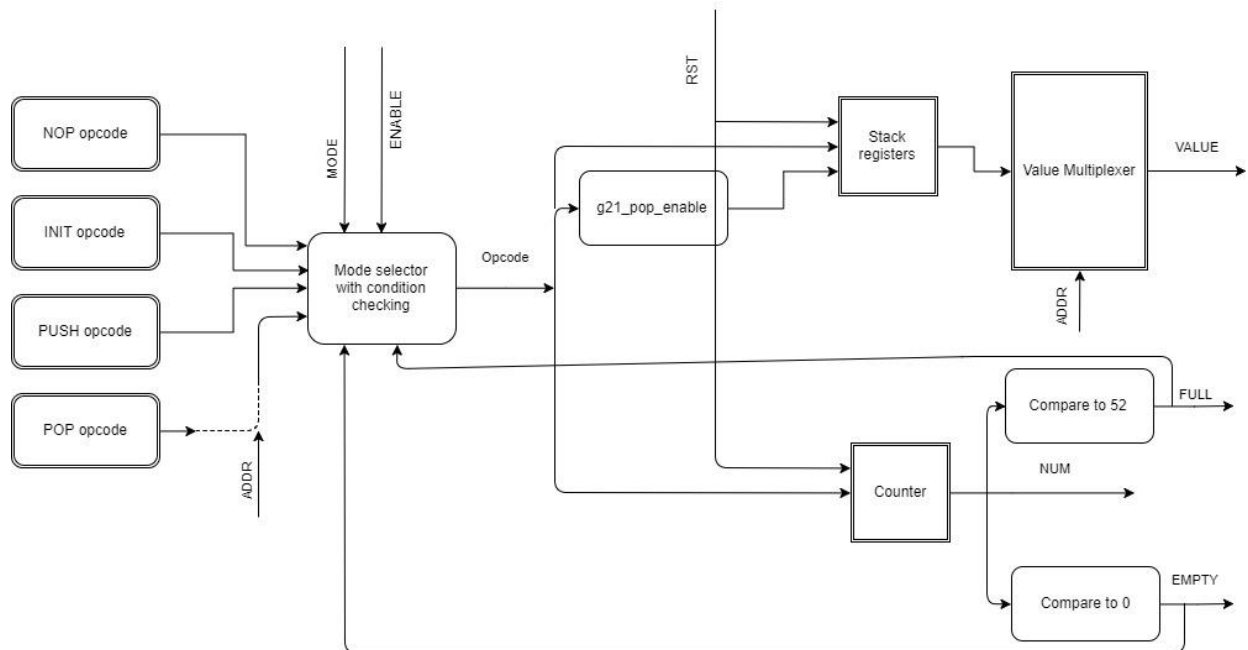 NOP opcode
INIT opcode
PUSH opcode
POP opcode
ADDR
MODE
ENABLE
Mode selector
with condition
checking
Opcode
RST
g21_pop_enable
Stack
registers
Value Multiplexer
VALUE
ADDR
Compare to 52
FULL
Counter
NUM
Compare to 0
EMPTY